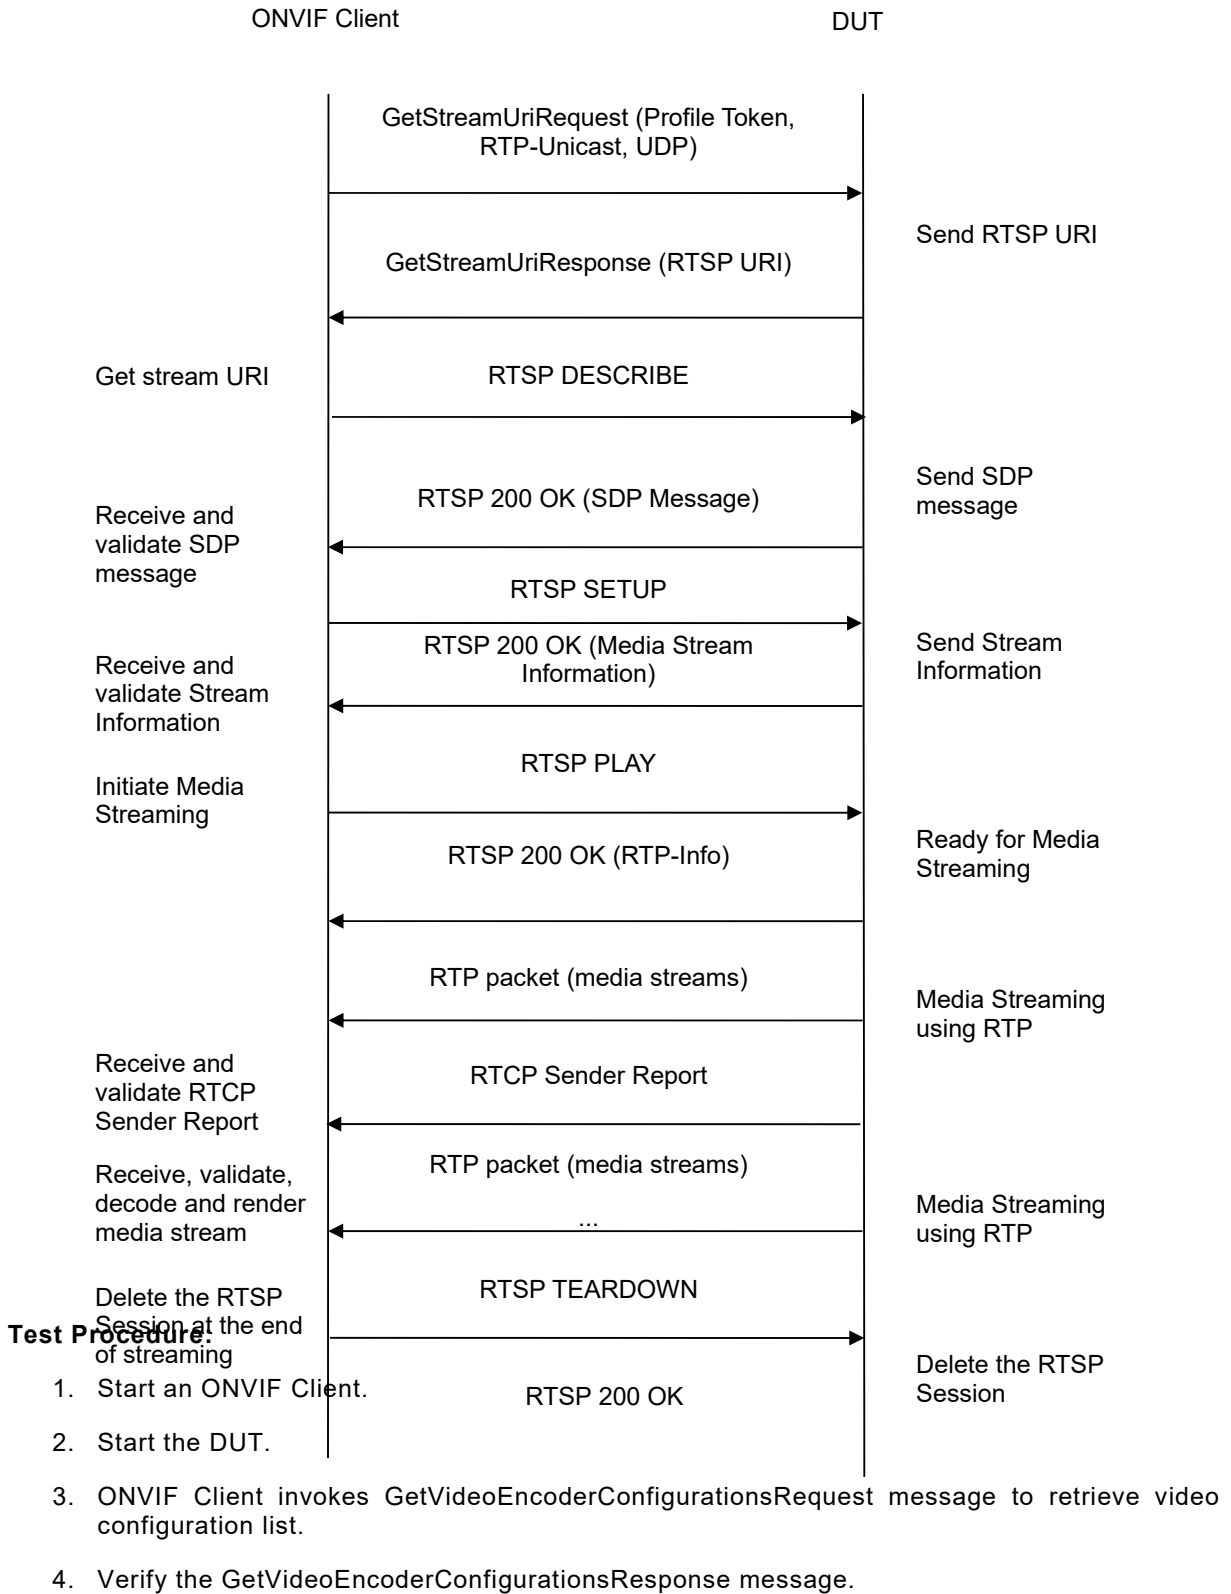 ONVIF Client
DUT
GetStreamUriRequest (Profile Token,
RTP-Unicast, UDP)
Send RTSP URI
GetStreamUriResponse (RTSP URI)
Get stream URI
RTSP DESCRIBE
Send SDP
message
RTSP 200 OK (SDP Message)
Receive and
validate SDP
message
RTSP SETUP
Send Stream
Information
RTSP 200 OK (Media Stream
Information)
Receive and
validate Stream
Information
RTSP PLAY
Initiate Media
Streaming
Ready for Media
Streaming
RTSP 200 OK (RTP-Info)
RTP packet (media streams)
Media Streaming
using RTP
Receive and
validate RTCP
Sender Report
RTCP Sender Report
RTP packet (media streams)
...
Receive, validate,
decode and render
media stream
Media Streaming
using RTP
RTSP TEARDOWN
Delete the RTSP
Session at the end
of streaming
Delete the RTSP
Session
RTSP 200 OK
Test Procedure:
1. Start an ONVIF Client.
2. Start the DUT.
3. ONVIF Client invokes GetVideoEncoderConfigurationsRequest message to retrieve video
configuration list.
4. Verify the GetVideoEncoderConfigurationsResponse message.